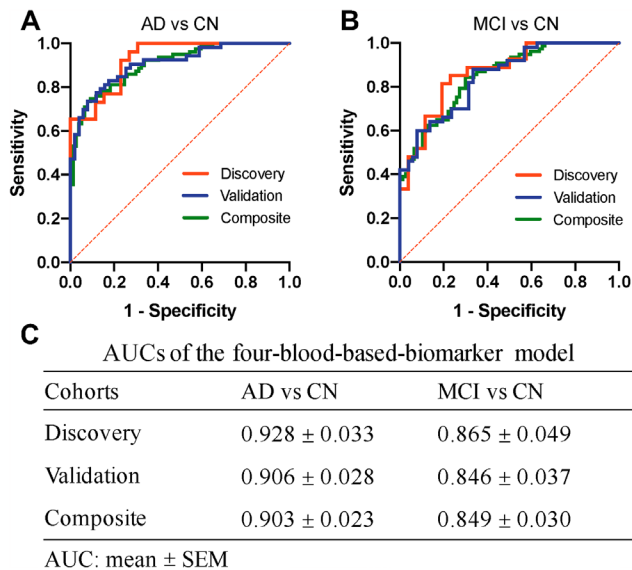 A
AD vs CN
Sensitivity
1.0
0.8
0.6
0.4
0.2
0.0
0.0 0.2 0.4 0.6 0.8 1.0
1 - Specificity
Discovery
Validation
Composite
B
MCI vs CN
Sensitivity
1.0
0.8
0.6
0.4
0.2
0.0
0.0 0.2 0.4 0.6 0.8 1.0
1 - Specificity
Discovery
Validation
Composite
C
AUCs of the four-blood-based-biomarker model
Cohorts AD vs CN MCI vs CN
Discovery 0.928 ± 0.033 0.865 ± 0.049
Validation 0.906 ± 0.028 0.846 ± 0.037
Composite 0.903 ± 0.023 0.849 ± 0.030
AUC: mean ± SEM